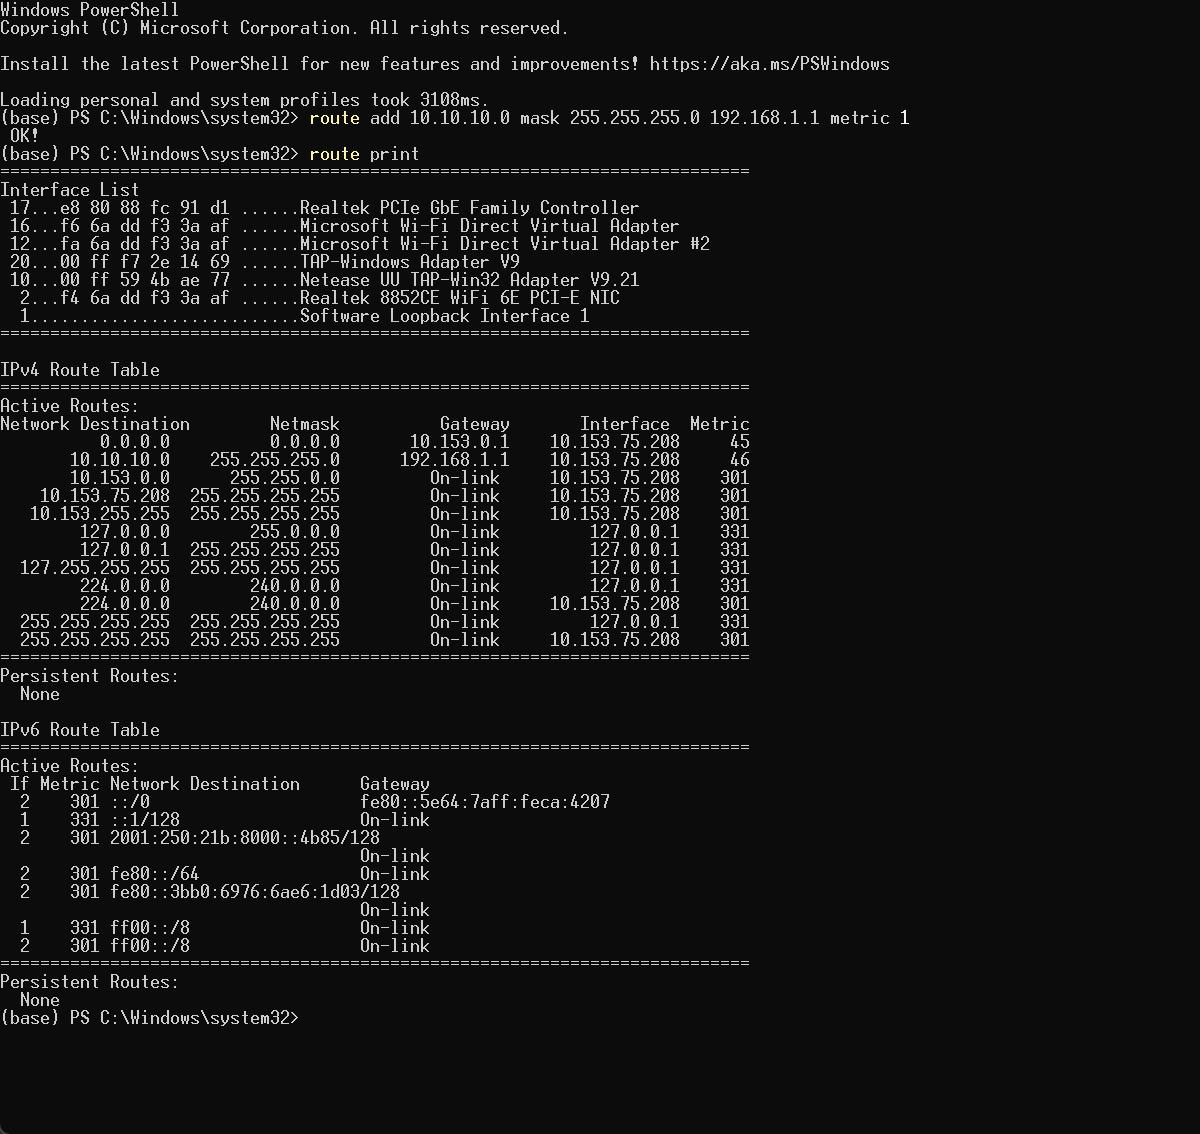 Windows PowerShell
Copyright (C) Microsoft Corporation. All rights reserved.
Install the latest PowerShell for new features and improvements! https://aka.ms/PSWindows
Loading personal and system profiles took 3108ms.
(base) PS C:\Windows\system32> route add 10.10.10.0 mask 255.255.255.0 192.168.1.1 metric 1
 OK!
(base) PS C:\Windows\system32> route print
===========================================================================
Interface List
 17...e8 80 88 fc 91 d1 ......Realtek PCIe GbE Family Controller
 16...f6 6a dd f3 3a af ......Microsoft Wi-Fi Direct Virtual Adapter
 12...fa 6a dd f3 3a af ......Microsoft Wi-Fi Direct Virtual Adapter #2
 20...00 ff f7 2e 14 69 ......TAP-Windows Adapter V9
 10...00 ff 59 4b ae 77 ......Netease UU TAP-Win32 Adapter V9.21
  2...f4 6a dd f3 3a af ......Realtek 8852CE WiFi 6E PCI-E NIC
  1...........................Software Loopback Interface 1
===========================================================================
IPv4 Route Table
===========================================================================
Active Routes:
Network Destination        Netmask          Gateway       Interface  Metric
          0.0.0.0          0.0.0.0       10.153.0.1    10.153.75.208     45
       10.10.10.0    255.255.255.0      192.168.1.1    10.153.75.208     46
       10.153.0.0      255.255.0.0         On-link     10.153.75.208    301
    10.153.75.208  255.255.255.255         On-link     10.153.75.208    301
   10.153.255.255  255.255.255.255         On-link     10.153.75.208    301
        127.0.0.0        255.0.0.0         On-link         127.0.0.1    331
        127.0.0.1  255.255.255.255         On-link         127.0.0.1    331
  127.255.255.255  255.255.255.255         On-link         127.0.0.1    331
        224.0.0.0        240.0.0.0         On-link         127.0.0.1    331
        224.0.0.0        240.0.0.0         On-link     10.153.75.208    301
  255.255.255.255  255.255.255.255         On-link         127.0.0.1    331
  255.255.255.255  255.255.255.255         On-link     10.153.75.208    301
===========================================================================
Persistent Routes:
  None
IPv6 Route Table
===========================================================================
Active Routes:
 If Metric Network Destination      Gateway
  2    301 ::/0                     fe80::5e64:7aff:feca:4207
  1    331 ::1/128                  On-link
  2    301 2001:250:21b:8000::4b85/128
                                    On-link
  2    301 fe80::/64                On-link
  2    301 fe80::3bb0:6976:6ae6:1d03/128
                                    On-link
  1    331 ff00::/8                 On-link
  2    301 ff00::/8                 On-link
===========================================================================
Persistent Routes:
  None
(base) PS C:\Windows\system32>